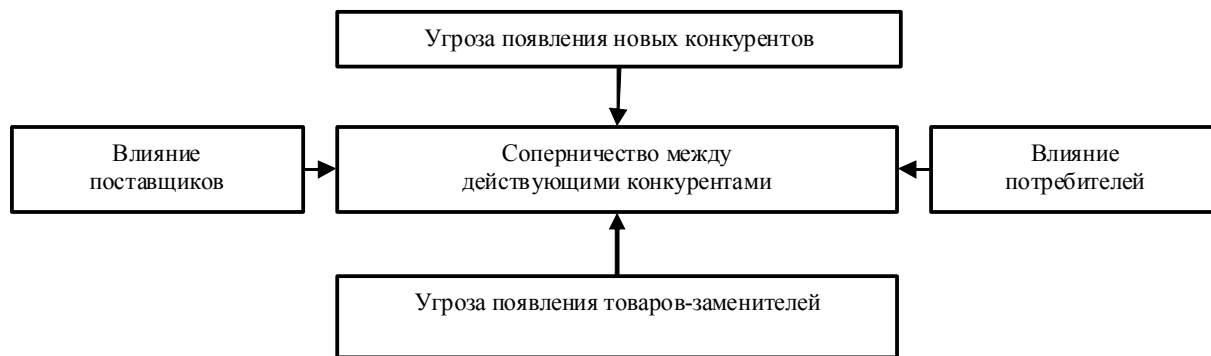 Угроза появления новых конкурентов
Влияние
поставщиков
Соперничество между
действующими конкурентами
Влияние
потребителей
Угроза появления товаров-заменителей